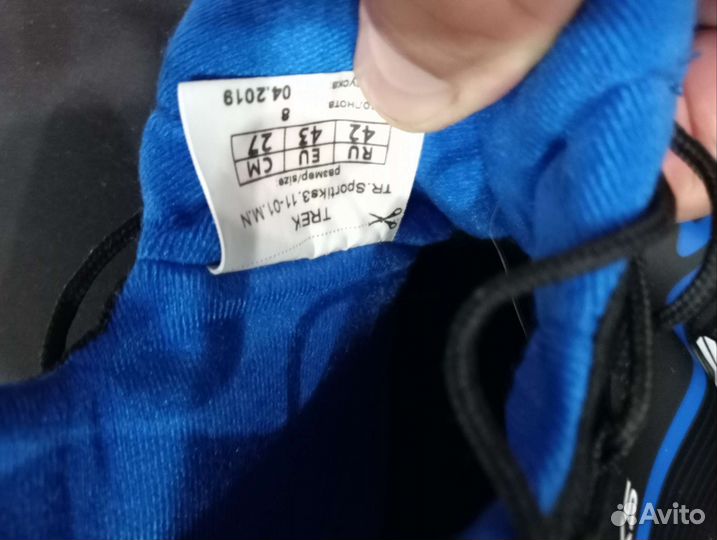 TREK
TR.Sportiks3.11-01.M.N
размер/size:
RU EU CM
42 43 27
8
04.2019
Avito